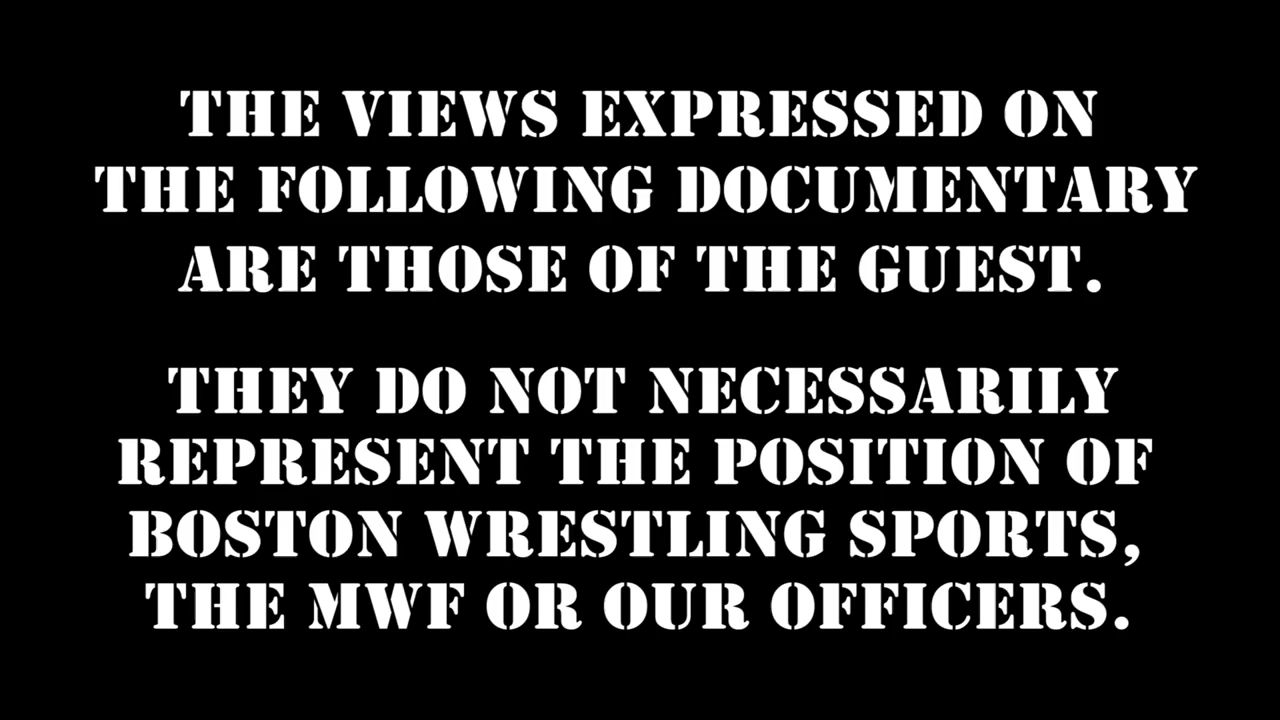 THE VIEWS EXPRESSED ON
THE FOLLOWING DOCUMENTARY
ARE THOSE OF THE GUEST.
THEY DO NOT NECESSARILY
REPRESENT THE POSITION OF
BOSTON WRESTLING SPORTS,
THE MWF OR OUR OFFICERS.